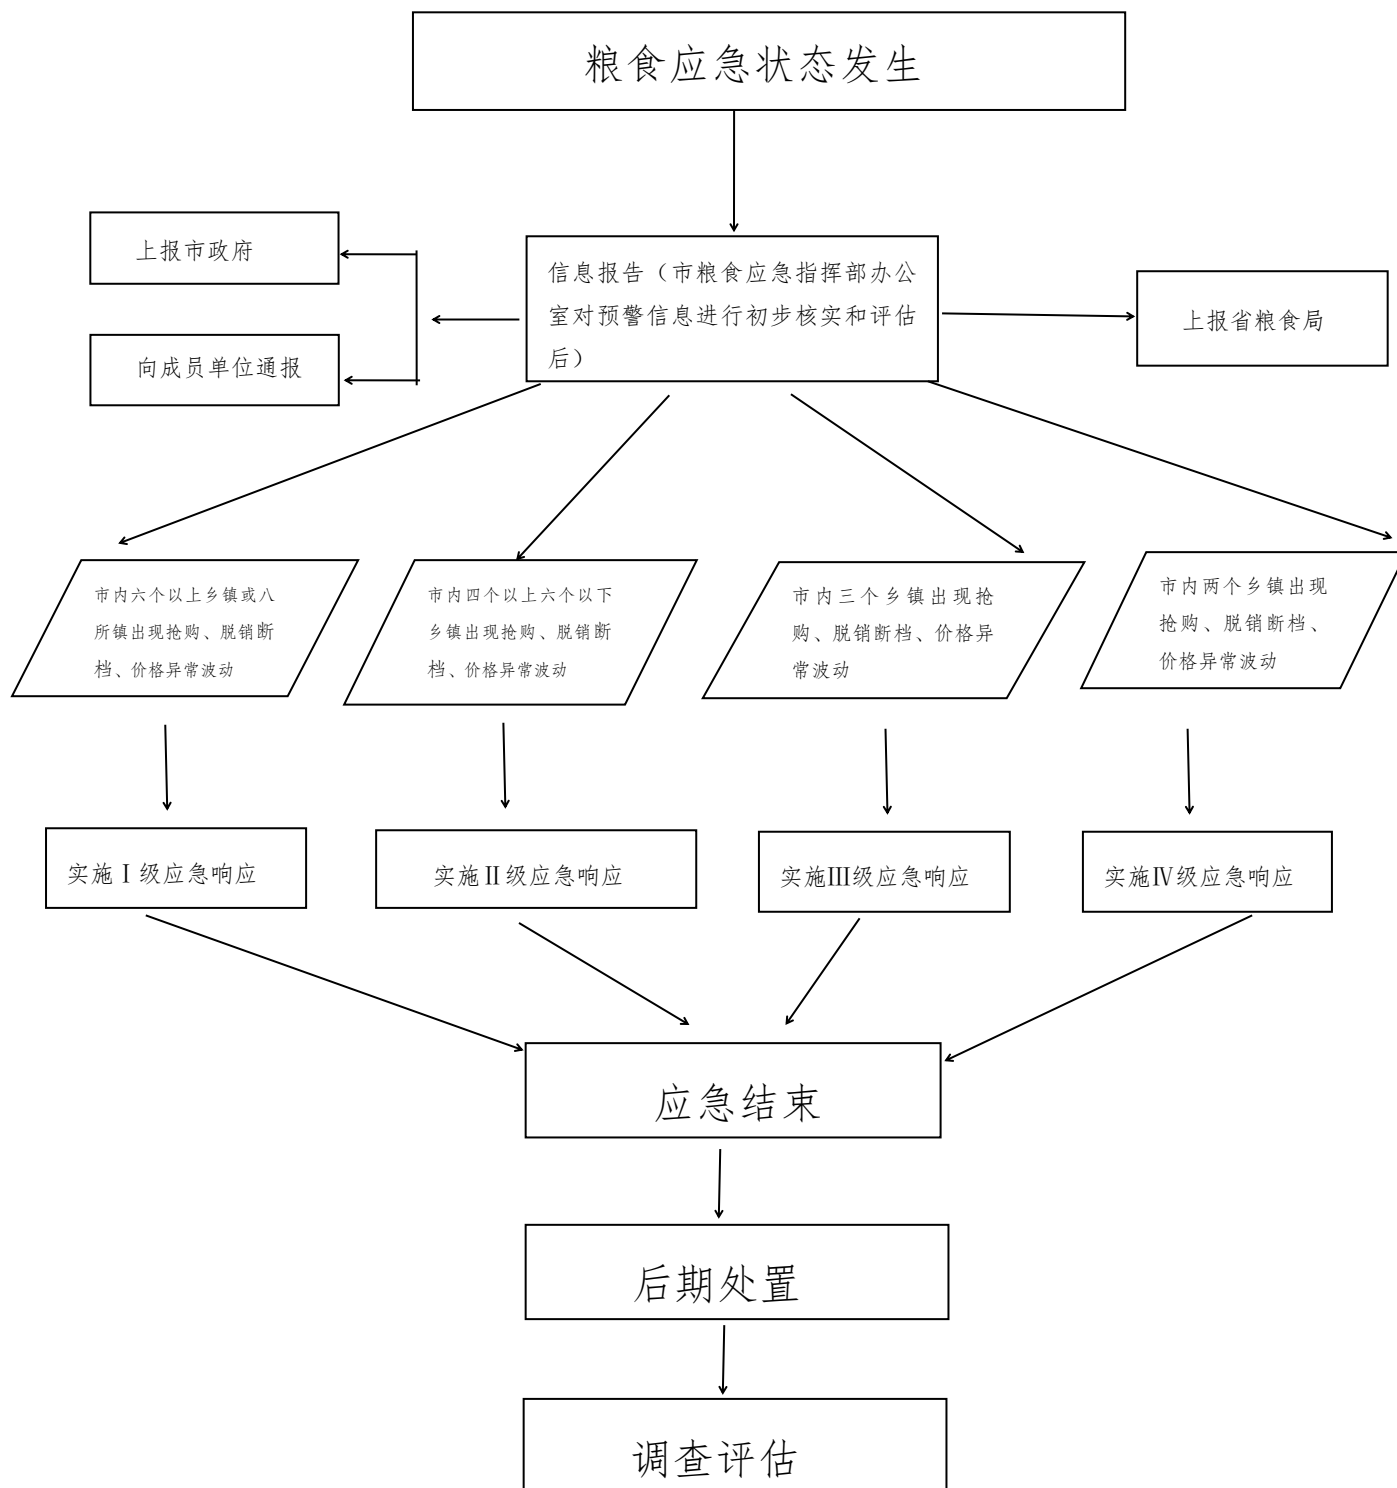 粮食应急状态发生
上报市政府
向成员单位通报
信息报告（市粮食应急指挥部办公
室对预警信息进行初步核实和评估
后）
上报省粮食局
市内六个以上乡镇或八
所镇出现抢购、脱销断
档、价格异常波动
市内四个以上六个以下
乡镇出现抢购、脱销断
档、价格异常波动
市内三个乡镇出现抢
购、脱销断档、价格异
常波动
市内两个乡镇出现
抢购、脱销断档、
价格异常波动
实施Ⅰ级应急响应
实施Ⅱ级应急响应
实施Ⅲ级应急响应
实施Ⅳ级应急响应
应急结束
后期处置
调查评估